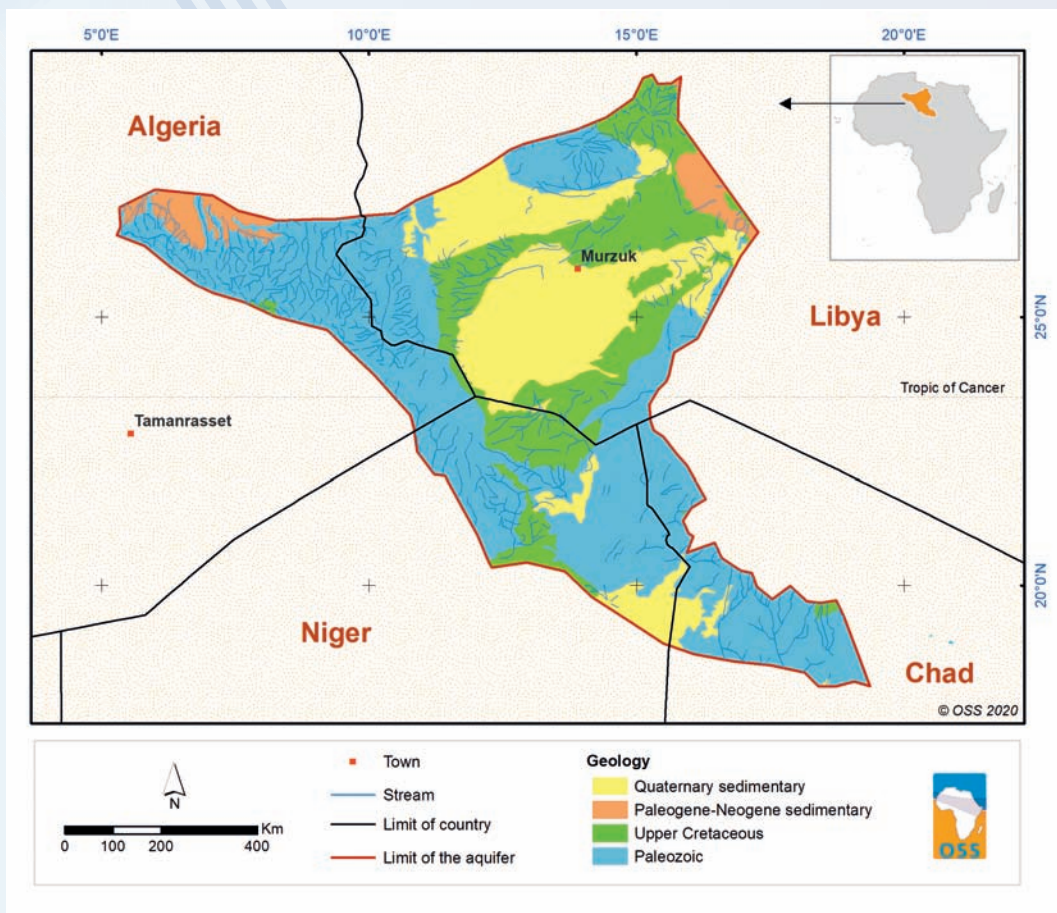 5°0'E 10°0'E 15°0'E 20°0'E
Algeria
Murzuk
Libya
25°0'N
Tropic of Cancer
Tamanrasset
20°0'N
Niger
Chad
© OSS 2020
N
Km
0 100 200 400
Town
Stream
Limit of country
Limit of the aquifer
Geology
Quaternary sedimentary
Paleogene-Neogene sedimentary
Upper Cretaceous
Paleozoic
OSS